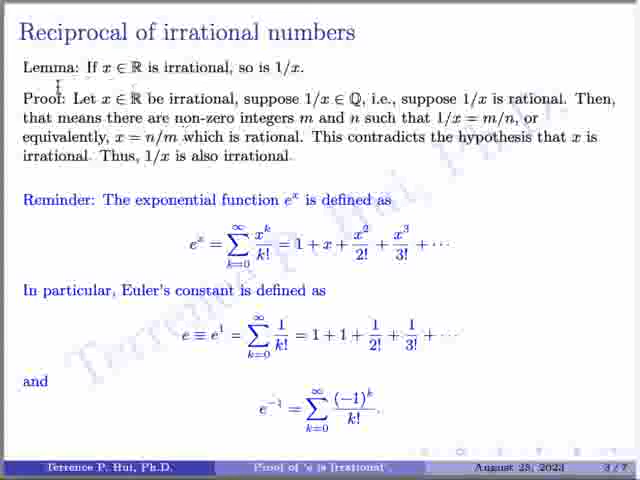 Reciprocal of irrational numbers
Lemma: If x ∈ ℝ is irrational, so is 1/x.
Proof: Let x ∈ ℝ be irrational, suppose 1/x ∈ ℚ, i.e., suppose 1/x is rational. Then,
that means there are non-zero integers m and n such that 1/x = m/n, or
equivalently, x = n/m which is rational. This contradicts the hypothesis that x is
irrational. Thus, 1/x is also irrational.
Reminder: The exponential function e^x is defined as
e^x = ∑_{k=0}^{∞} x^k/k! = 1 + x + x^2/2! + x^3/3! + ⋯
In particular, Euler's constant is defined as
e ≡ e^1 = ∑_{k=0}^{∞} 1/k! = 1 + 1 + 1/2! + 1/3! + ⋯
and
e^{-1} = ∑_{k=0}^{∞} (−1)^k/k!.
Terrence P. Hui, Ph.D.
Terrence P. Hui, Ph.D. Proof of "e is Irrational". August 23, 2023 3 / 7